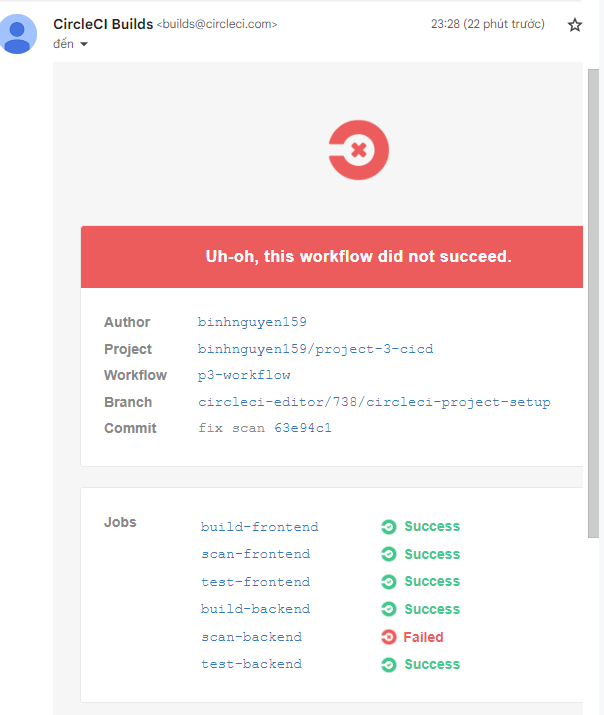 CircleCI Builds <builds@circleci.com> 23:28 (22 phút trước)
đến
Uh-oh, this workflow did not succeed.
Author binhnguyen159
Project binhnguyen159/project-3-cicd
Workflow p3-workflow
Branch circleci-editor/738/circleci-project-setup
Commit fix scan 63e94c1
Jobs build-frontend Success
scan-frontend Success
test-frontend Success
build-backend Success
scan-backend Failed
test-backend Success